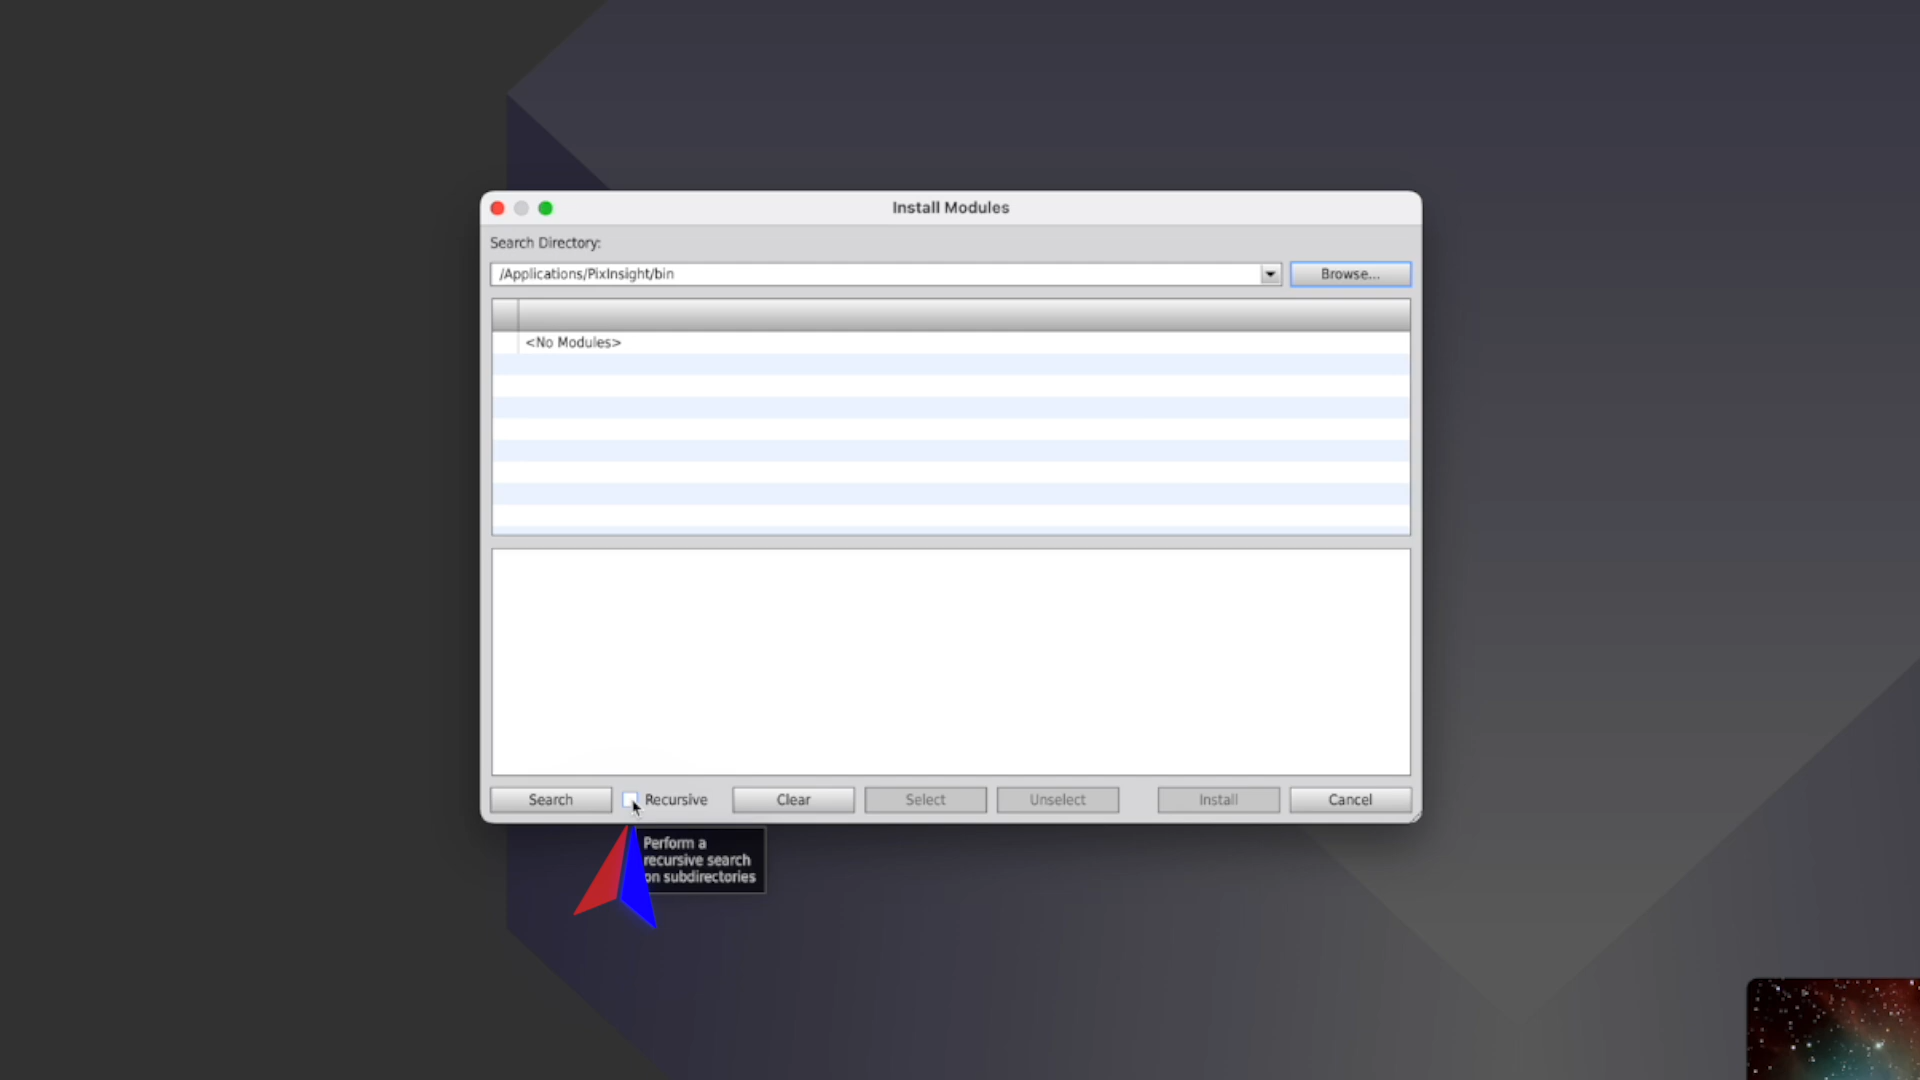 Install Modules
Search Directory:
/Applications/PixInsight/bin
Browse...
<No Modules>
Search
Recursive
Clear
Select
Unselect
Install
Cancel
Perform a
recursive search
on subdirectories